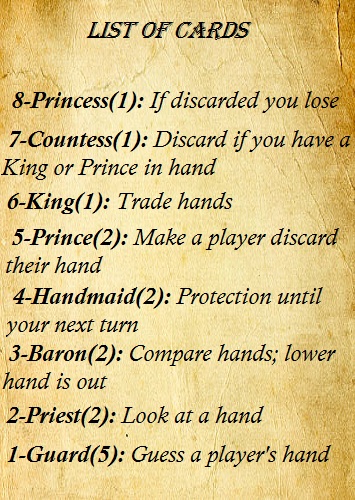 LIST OF CARDS
8-Princess(1): If discarded you lose
7-Countess(1): Discard if you have a
King or Prince in hand
6-King(1): Trade hands
5-Prince(2): Make a player discard
their hand
4-Handmaid(2): Protection until
your next turn
3-Baron(2): Compare hands; lower
hand is out
2-Priest(2): Look at a hand
1-Guard(5): Guess a player's hand